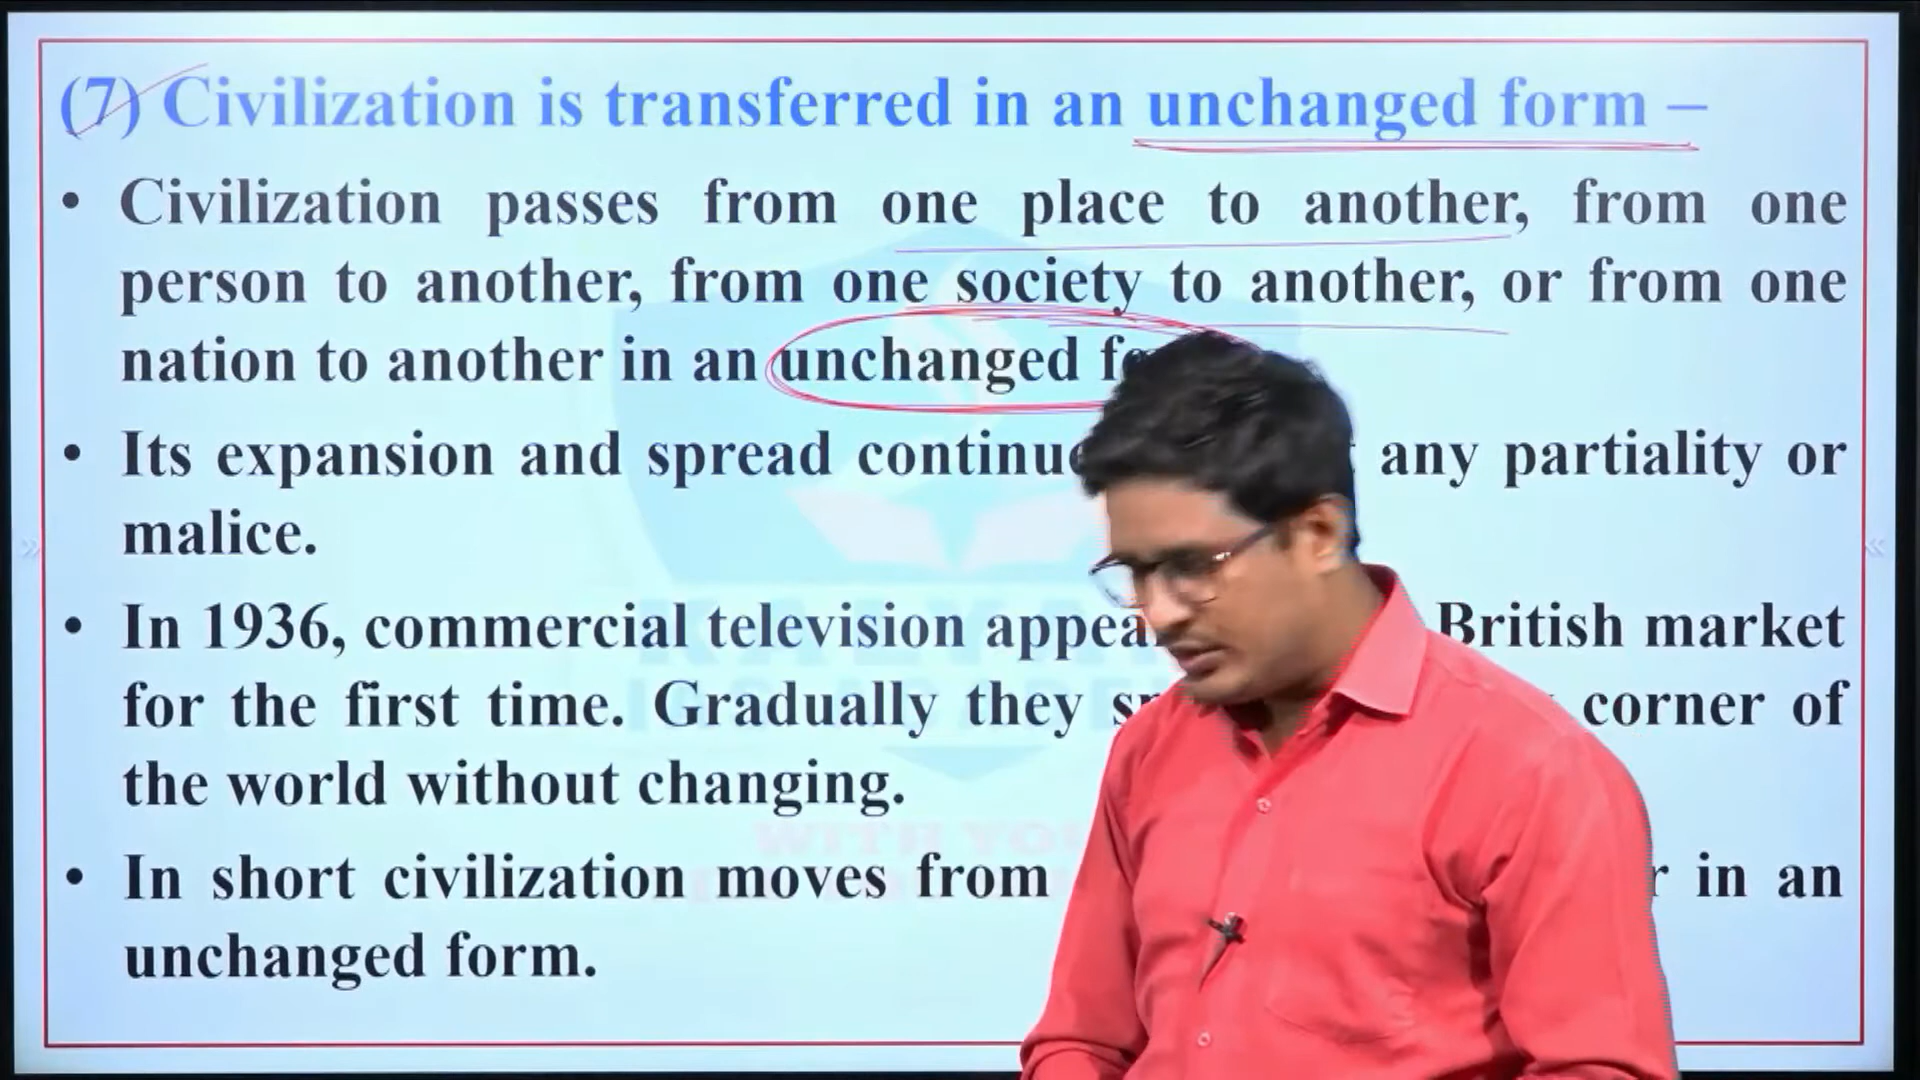 (7) Civilization is transferred in an unchanged form –
• Civilization passes from one place to another, from one
person to another, from one society to another, or from one
nation to another in an unchanged
• Its expansion and spread any partiality or
malice.
• In 1936, commercial television British market
for the first time. Gradually they corner of
the world without changing.
• In short civilization moves from in an
unchanged form.